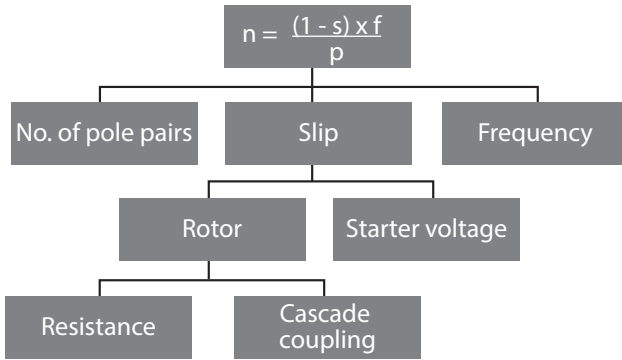 n = (1 - s) x f
p
No. of pole pairs
Slip
Frequency
Rotor
Starter voltage
Resistance
Cascade
coupling